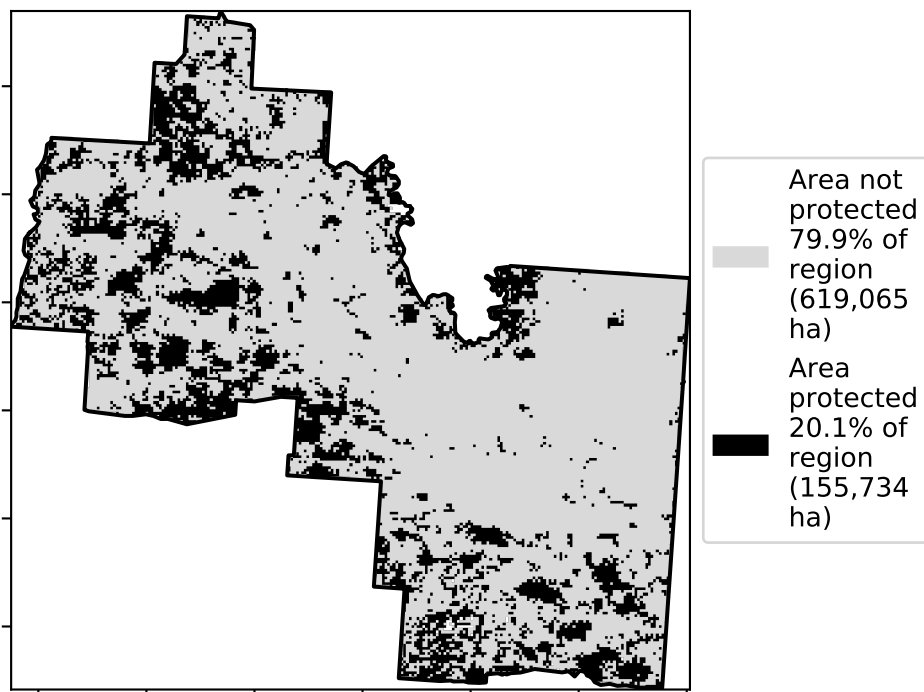 Area not
protected
79.9% of
region
(619,065
ha)
Area
protected
20.1% of
region
(155,734
ha)